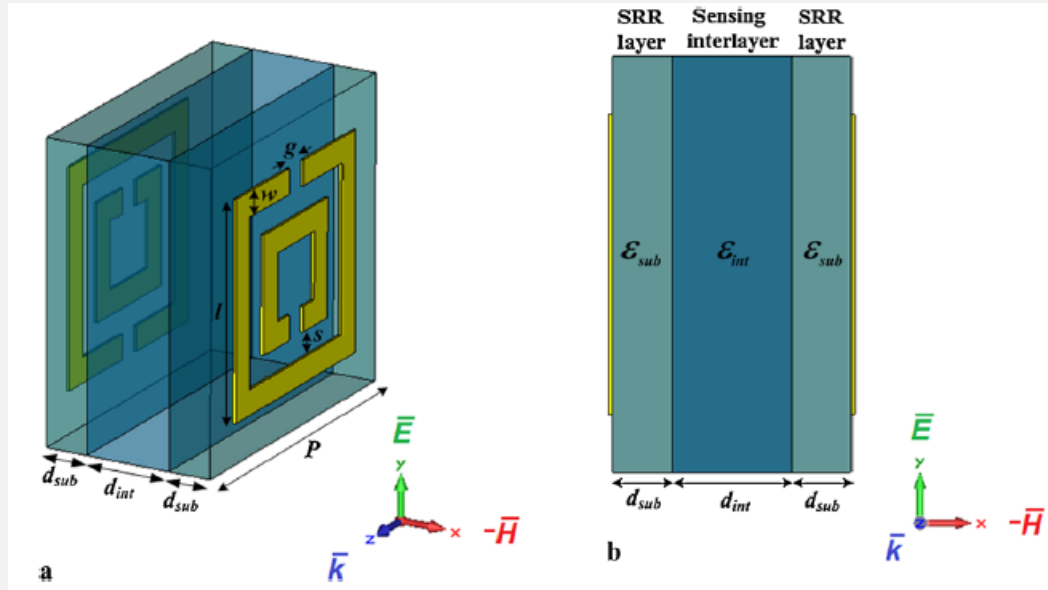 g
w
l
s
P
d_sub
d_int
d_sub
Ē
y
x
-H̄
z
k̄
a
SRR layer
Sensing interlayer
SRR layer
ε_sub
ε_int
ε_sub
d_sub
d_int
d_sub
Ē
y
z
x
-H̄
k̄
b